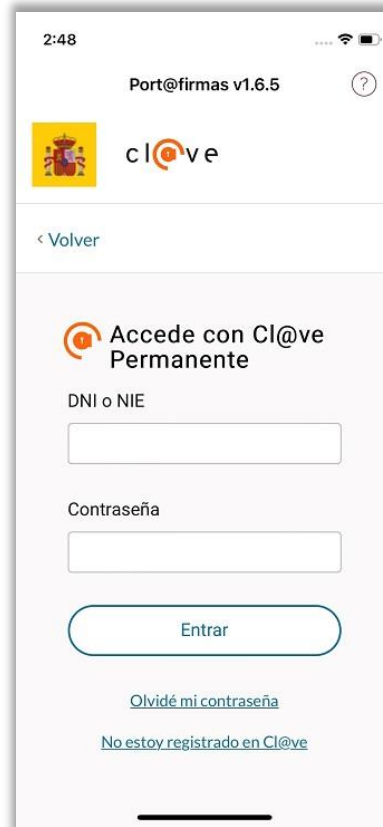 2:48
Port@firmas v1.6.5
?
cl@ve
< Volver
Accede con Cl@ve
Permanente
DNI o NIE
Contraseña
Entrar
Olvidé mi contraseña
No estoy registrado en Cl@ve